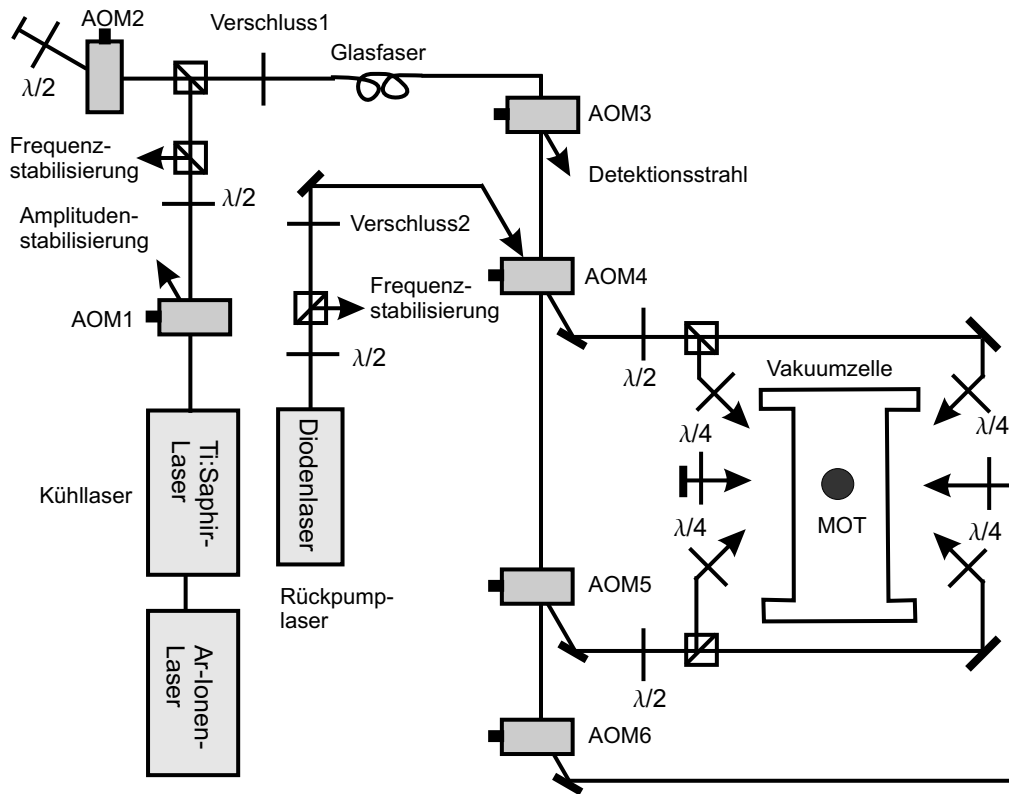 AOM2
Verschluss1
Glasfaser
λ/2
AOM3
Frequenz-
stabilisierung
Detektionsstrahl
λ/2
Amplituden-
stabilisierung
Verschluss2
AOM4
Frequenz-
stabilisierung
AOM1
λ/2
λ/2
Vakuumzelle
λ/4
λ/4
Ti:Saphir-
Laser
Diodenlaser
Kühllaser
MOT
λ/4
λ/4
AOM5
Rückpump-
laser
Ar-Ionen-
Laser
λ/2
AOM6